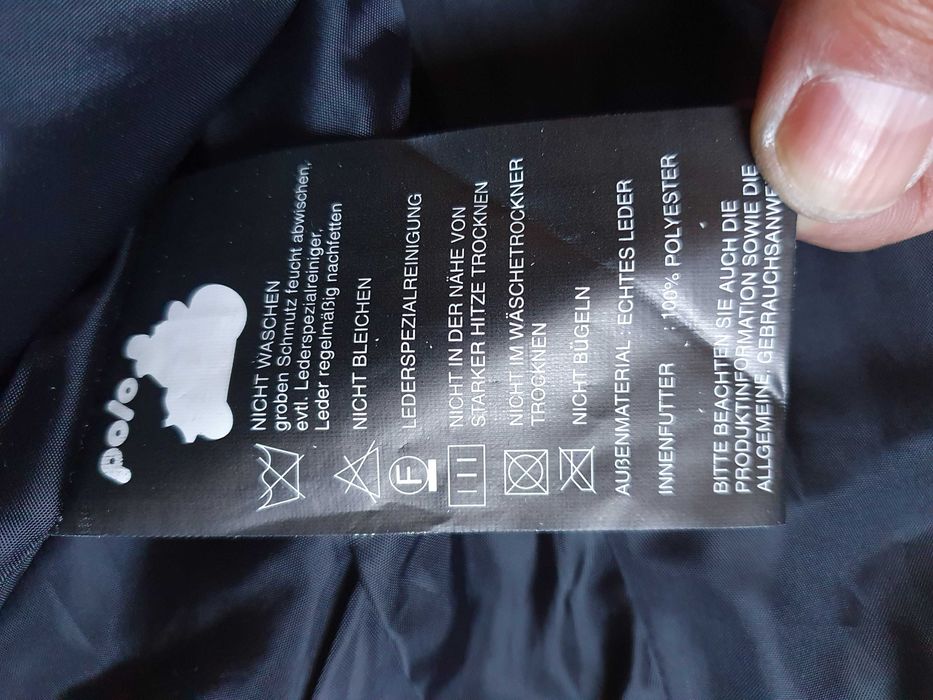 polo
NICHT WASCHEN
groben Schmutz feucht abwischen,
evtl. Lederspezialreiniger,
Leder regelmäßig nachfetten
NICHT BLEICHEN
F LEDERSPEZIALREINIGUNG
NICHT IN DER NÄHE VON
STARKER HITZE TROCKNEN
NICHT IM WÄSCHETROCKNER
TROCKNEN
NICHT BÜGELN
AUßENMATERIAL : ECHTES LEDER
INNENFUTTER : 100% POLYESTER
BITTE BEACHTEN SIE AUCH DIE
PRODUKTINFORMATION SOWIE DIE
ALLGEMEINE